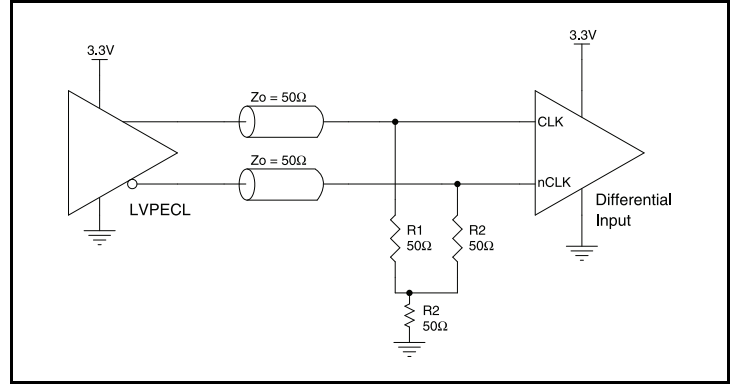 3.3V
3.3V
Zo = 50Ω
CLK
Zo = 50Ω
nCLK
LVPECL
Differential
Input
R1
50Ω
R2
50Ω
R2
50Ω